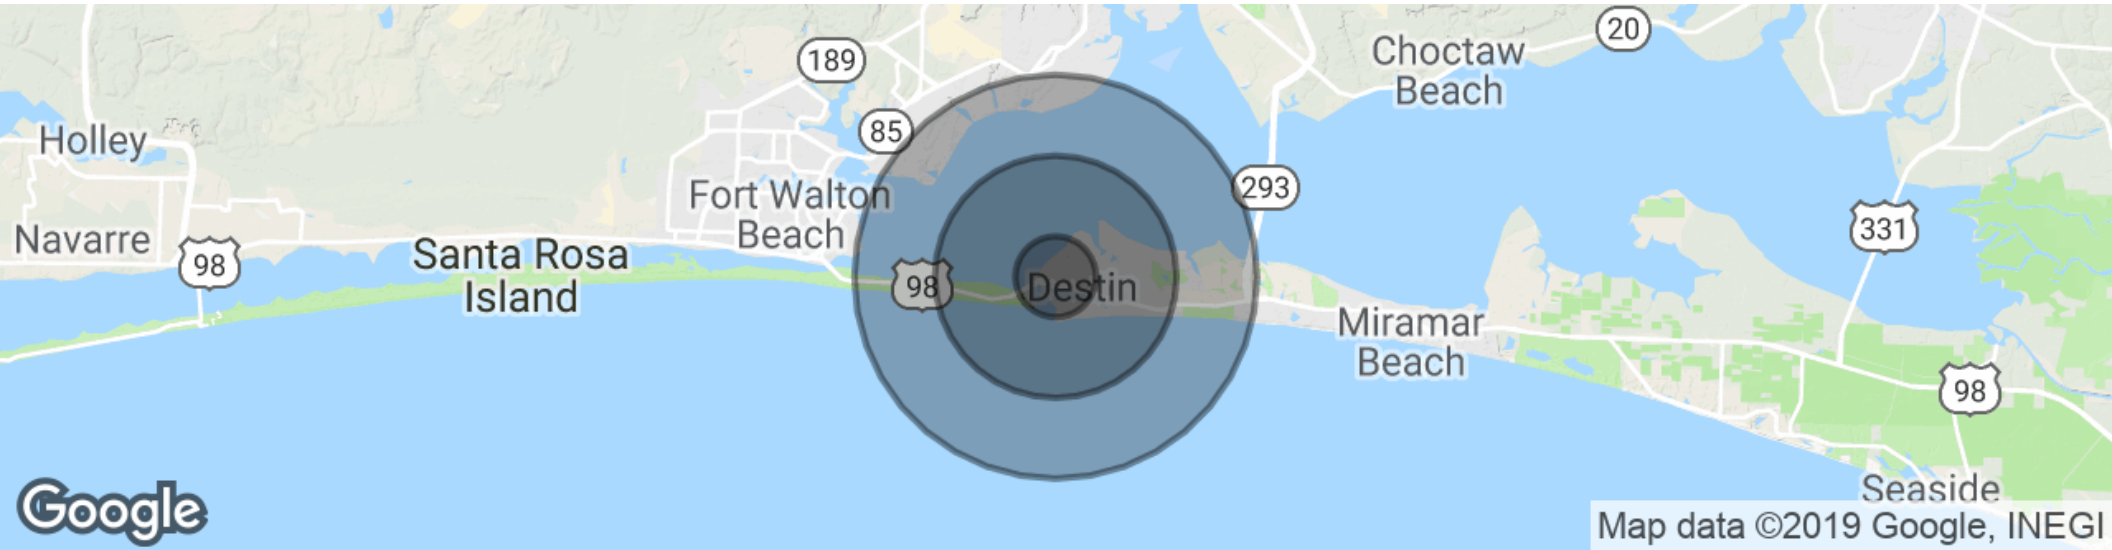 20
Choctaw
Beach
189
85
Holley
293
Fort Walton
Beach
Navarre
331
98
Santa Rosa
Island
98
Destin
Miramar
Beach
98
Seaside
Google
Map data ©2019 Google, INEGI